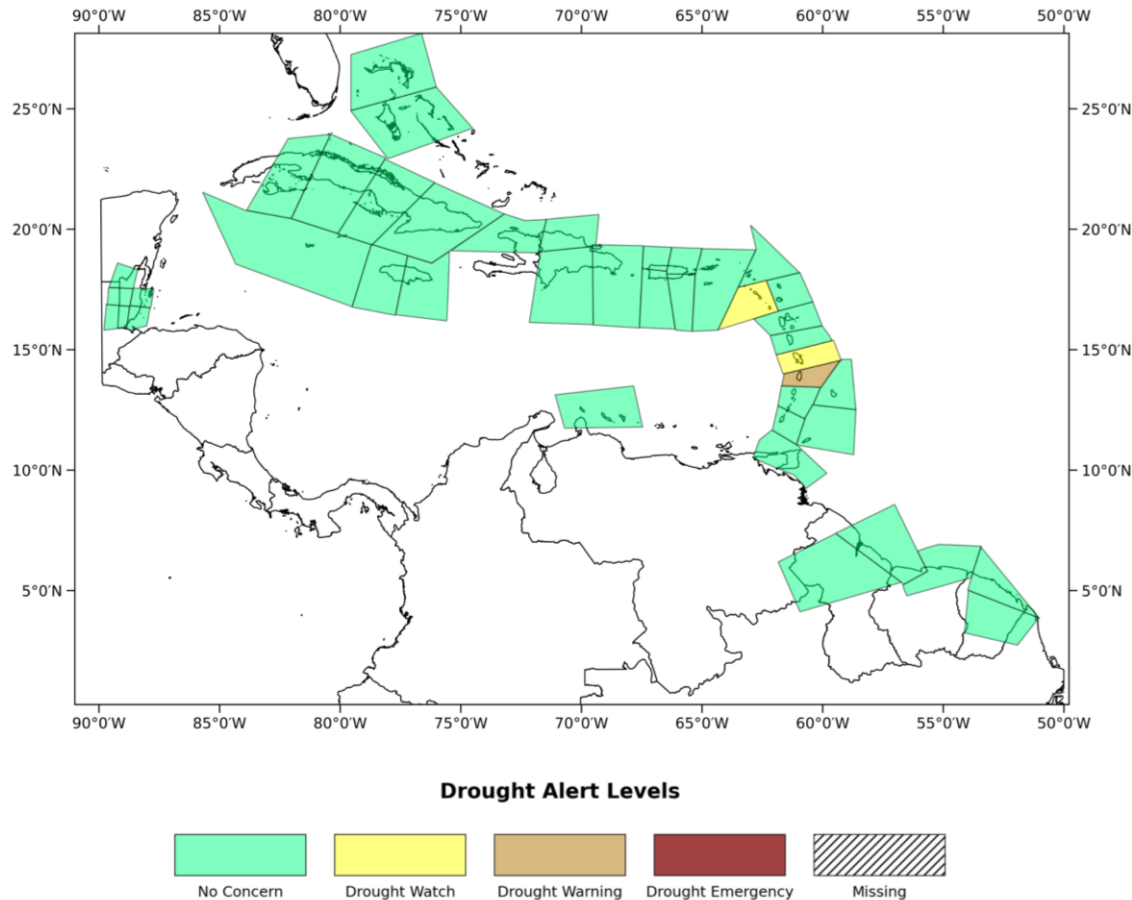 90°0′W 85°0′W 80°0′W 75°0′W 70°0′W 65°0′W 60°0′W 55°0′W 50°0′W
25°0′N 25°0′N
20°0′N 20°0′N
15°0′N 15°0′N
10°0′N 10°0′N
5°0′N 5°0′N
90°0′W 85°0′W 80°0′W 75°0′W 70°0′W 65°0′W 60°0′W 55°0′W 50°0′W
Drought Alert Levels
No Concern Drought Watch Drought Warning Drought Emergency Missing